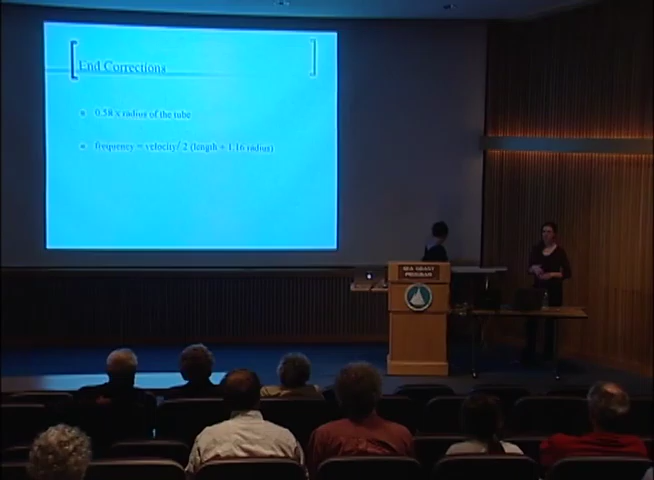 End Corrections
0.58 x radius of the tube
frequency = velocity/ 2 (length + 1.16 radius)
SEA GRANT
PROGRAM